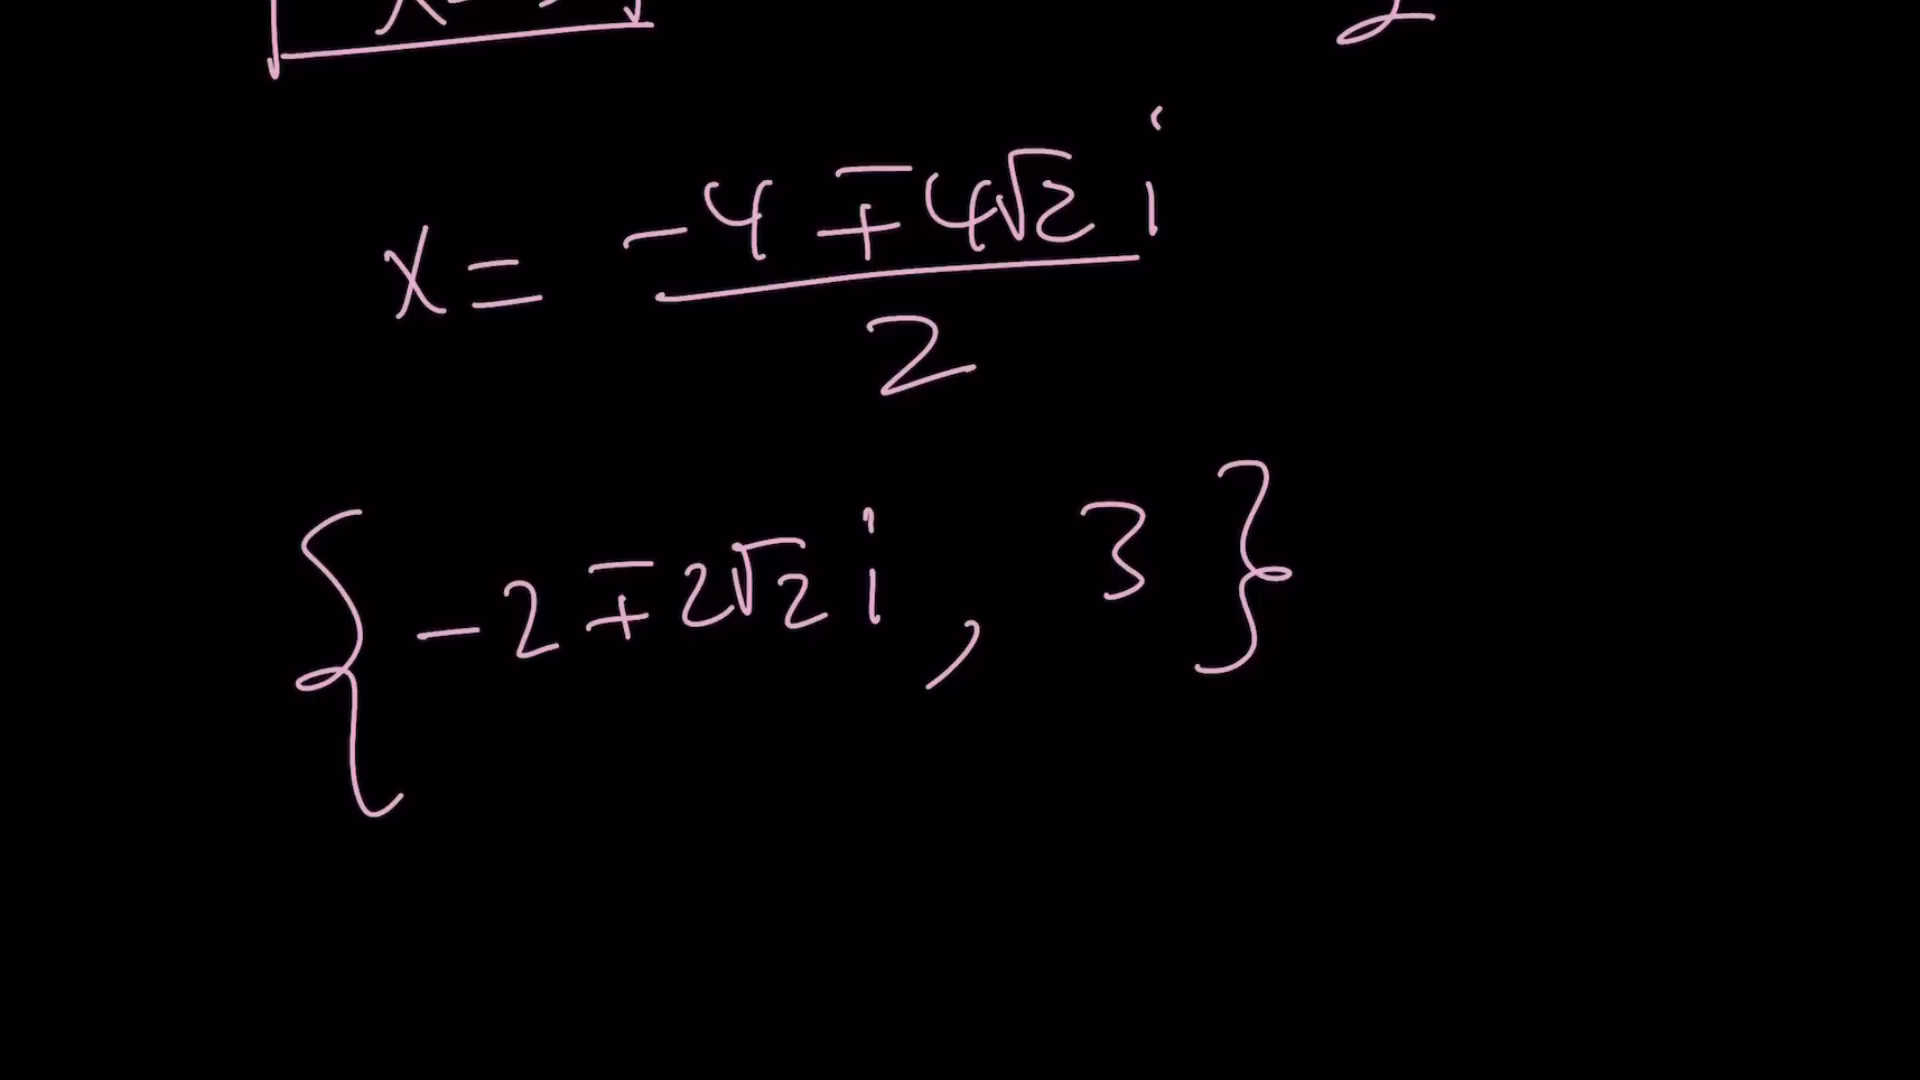 x = (-4 ∓ 4√2 i) / 2
{ -2 ∓ 2√2 i , 3 }